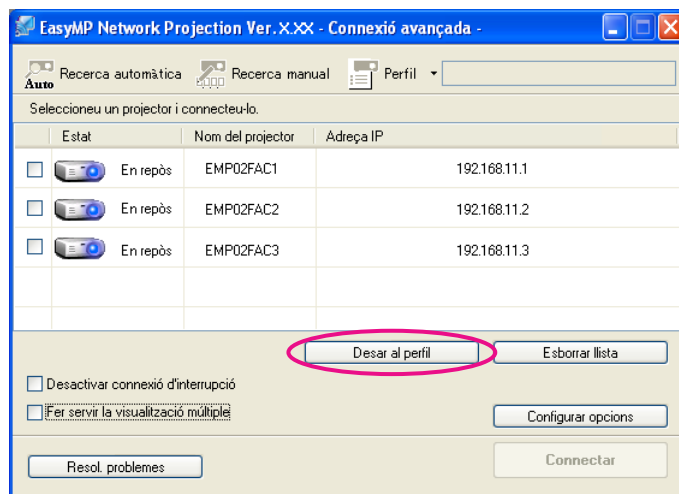 EasyMP Network Projection Ver.X.XX - Connexió avançada -
Auto Recerca automàtica Recerca manual Perfil
Seleccioneu un projector i connecteu-lo.
Estat Nom del projector Adreça IP
En repòs EMP02FAC1 192.168.11.1
En repòs EMP02FAC2 192.168.11.2
En repòs EMP02FAC3 192.168.11.3
Desar al perfil Esborrar llista
Desactivar connexió d'interrupció
Fer servir la visualització múltiple
Configurar opcions
Resol. problemes Connectar